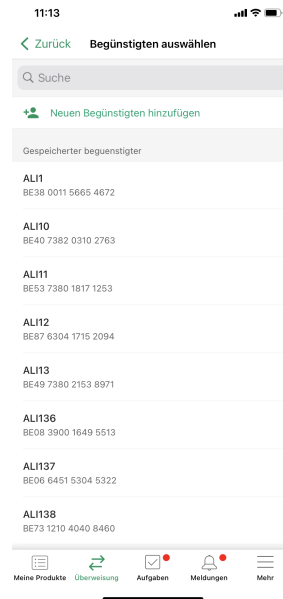 11:13
Zurück
Begünstigten auswählen
Suche
Neuen Begünstigten hinzufügen
Gespeicherter beguenstigter
ALI1
BE38 0011 5665 4672
ALI10
BE40 7382 0310 2763
ALI11
BE53 7380 1817 1253
ALI12
BE87 6304 1715 2094
ALI13
BE49 7380 2153 8971
ALI136
BE08 3900 1649 5513
ALI137
BE06 6451 5304 5322
ALI138
BE73 1210 4040 8460
Meine Produkte Überweisung Aufgaben Meldungen Mehr